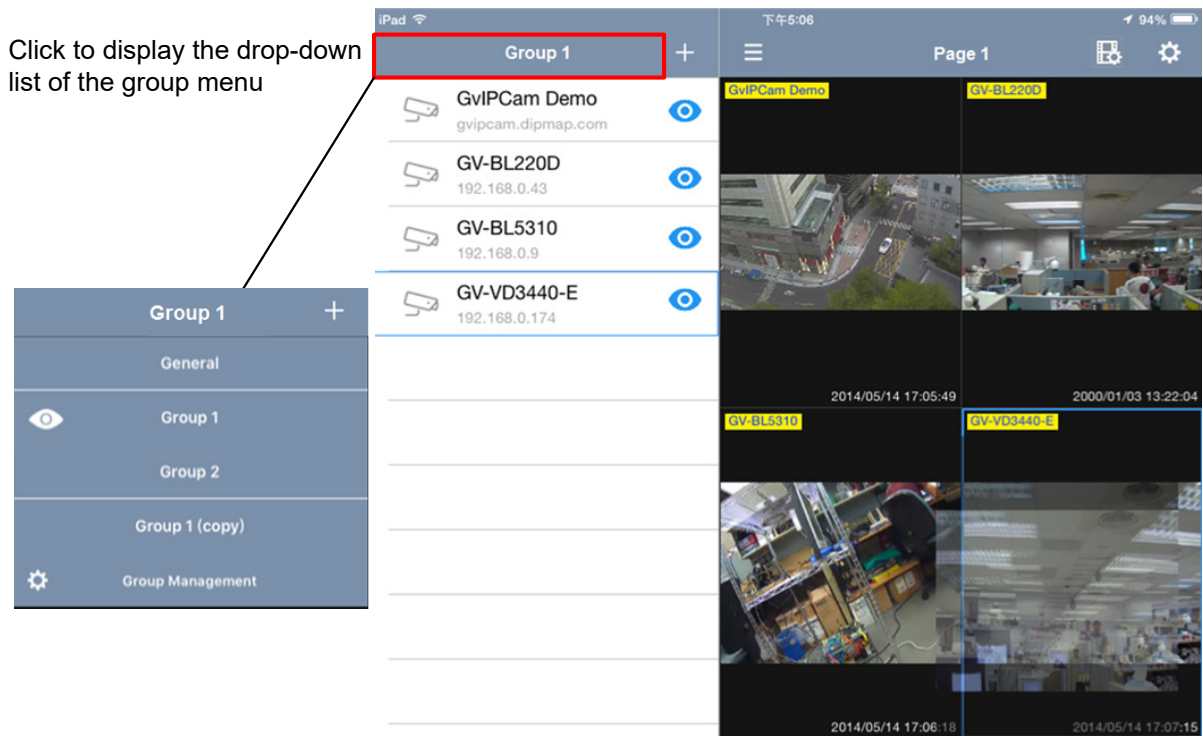 Click to display the drop-down
list of the group menu
Group 1
General
Group 1
Group 2
Group 1 (copy)
Group Management
iPad
下午5:06
94%
Group 1
Page 1
GvIPCam Demo
gvipcam.dipmap.com
GV-BL220D
192.168.0.43
GV-BL5310
192.168.0.9
GV-VD3440-E
192.168.0.174
GvIPCam Demo
GV-BL220D
2014/05/14 17:05:49
2000/01/03 13:22:04
GV-BL5310
GV-VD3440-E
2014/05/14 17:06:18
2014/05/14 17:07:15